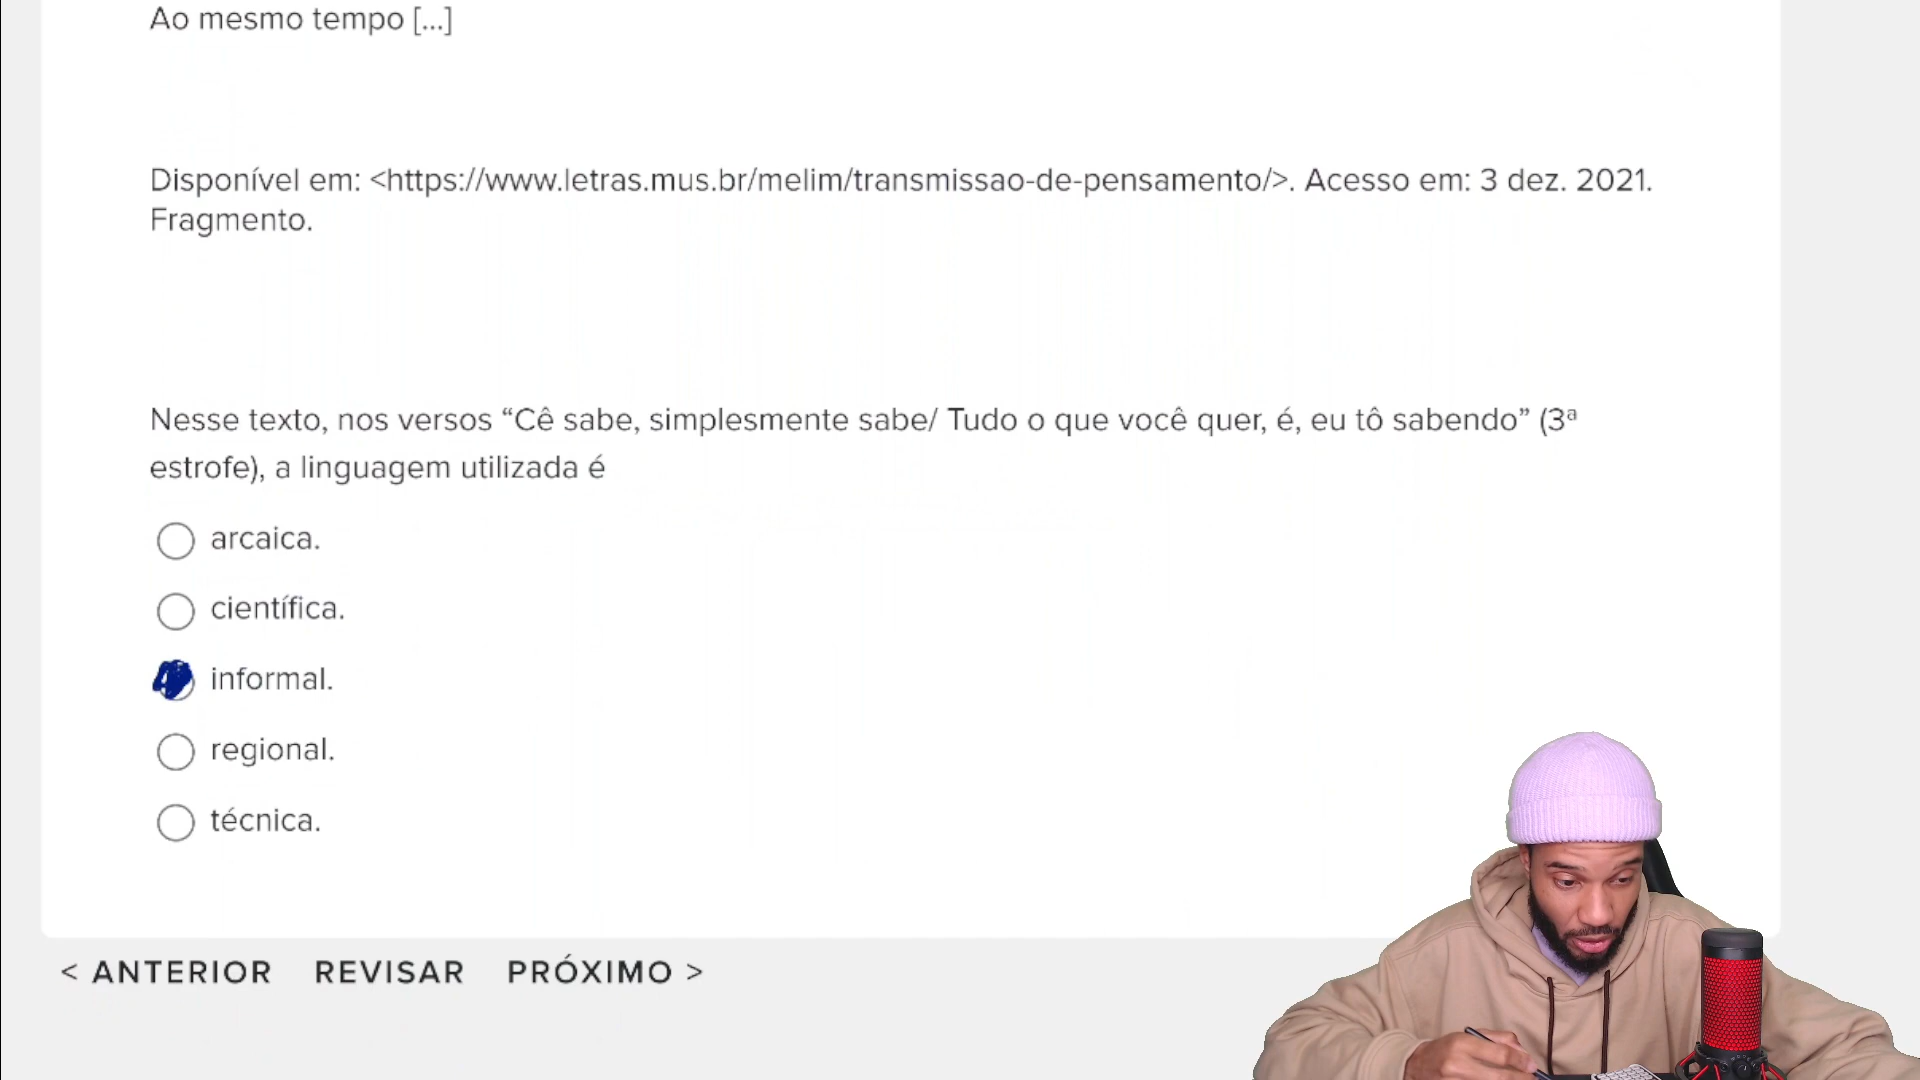 Ao mesmo tempo [...]
Disponível em: <https://www.letras.mus.br/melim/transmissao-de-pensamento/>. Acesso em: 3 dez. 2021.
Fragmento.
Nesse texto, nos versos “Cê sabe, simplesmente sabe/ Tudo o que você quer, é, eu tô sabendo” (3ª
estrofe), a linguagem utilizada é
arcaica.
científica.
informal.
regional.
técnica.
< ANTERIOR REVISAR PRÓXIMO >